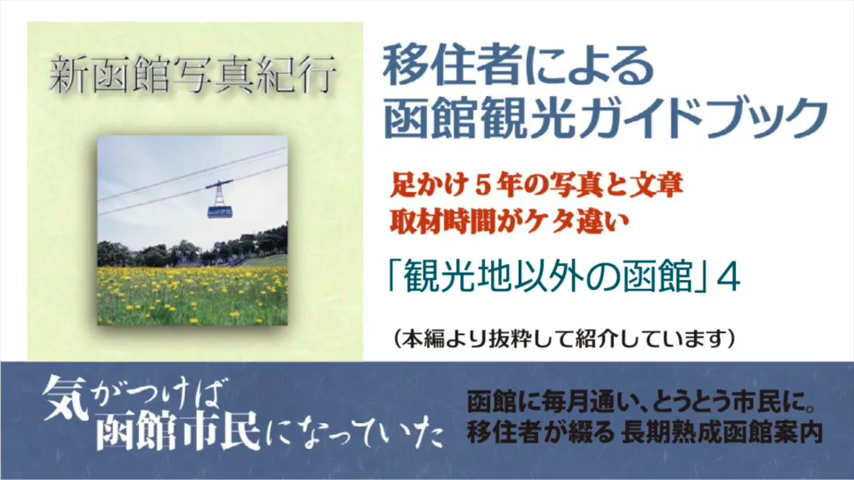 新函館写真紀行
移住者による
函館観光ガイドブック
足かけ５年の写真と文章
取材時間がケタ違い
「観光地以外の函館」４
（本編より抜粋して紹介しています）
気がつけば
函館市民になっていた
函館に毎月通い、とうとう市民に。
移住者が綴る 長期熟成函館案内